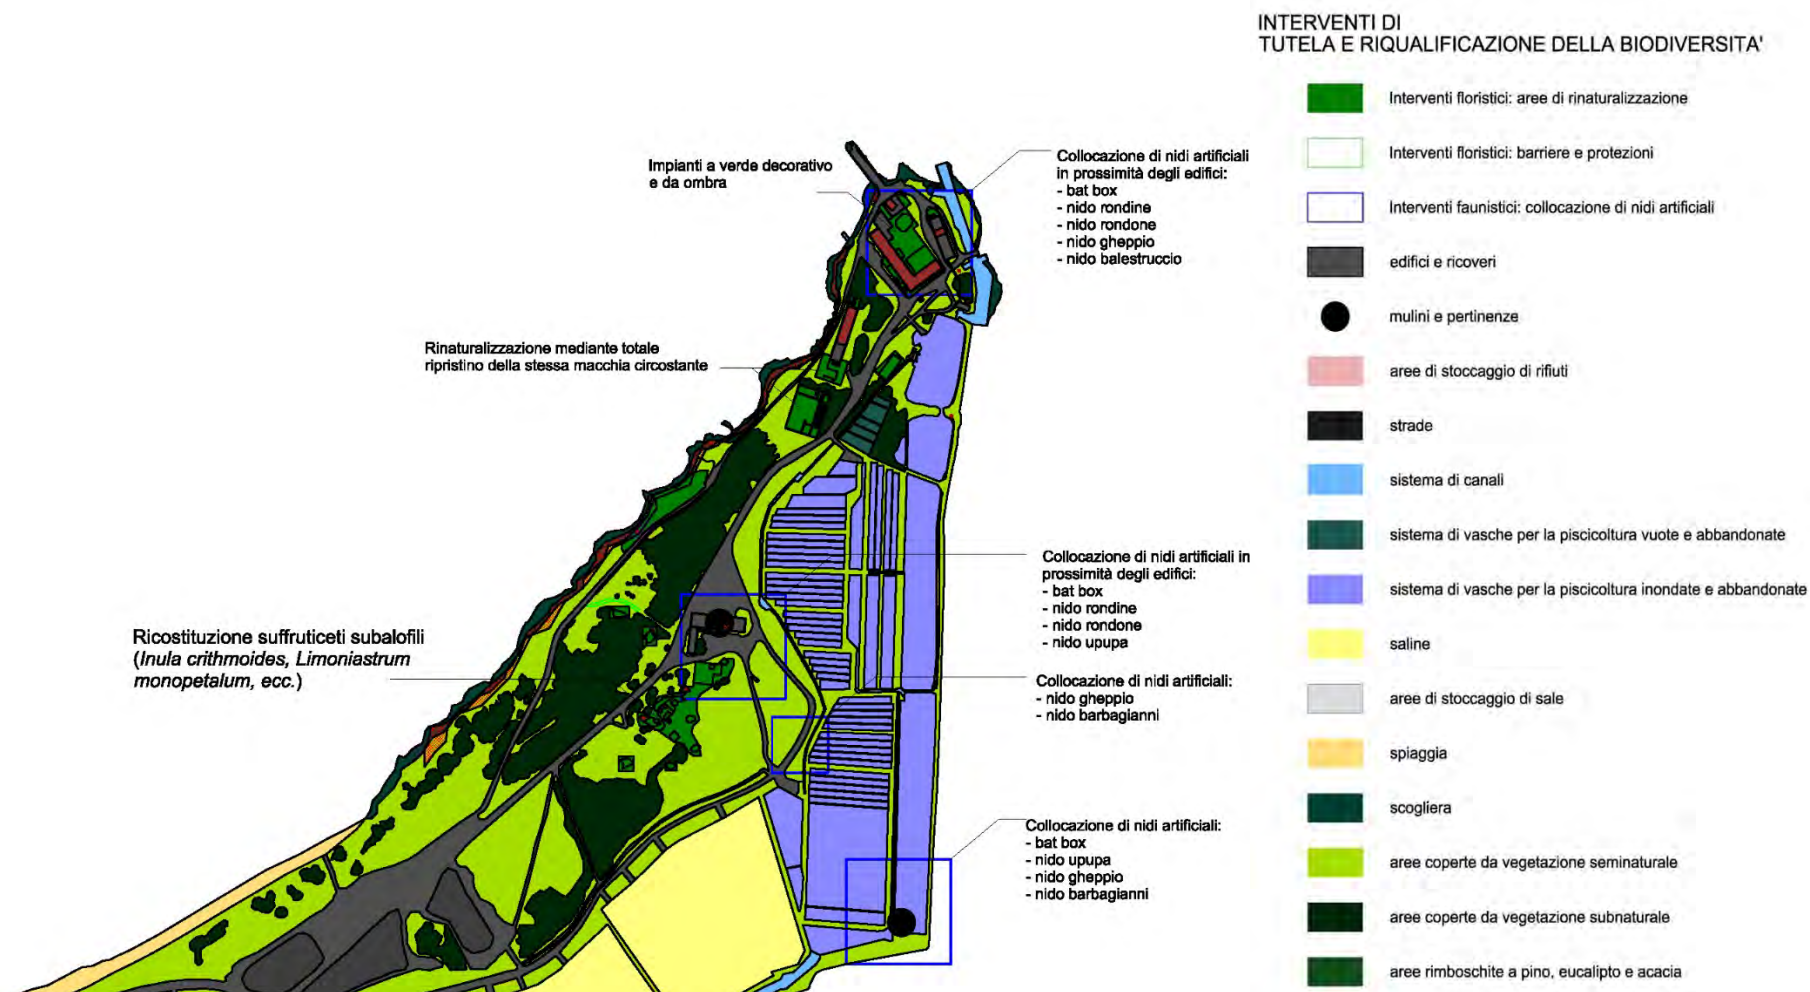 INTERVENTI DI
TUTELA E RIQUALIFICAZIONE DELLA BIODIVERSITA'
Interventi floristici: aree di rinaturalizzazione
Interventi floristici: barriere e protezioni
Interventi faunistici: collocazione di nidi artificiali
edifici e ricoveri
mulini e pertinenze
aree di stoccaggio di rifiuti
strade
sistema di canali
sistema di vasche per la piscicoltura vuote e abbandonate
sistema di vasche per la piscicoltura inondate e abbandonate
saline
aree di stoccaggio di sale
spiaggia
scogliera
aree coperte da vegetazione seminaturale
aree coperte da vegetazione subnaturale
aree rimboschite a pino, eucalipto e acacia
Impianti a verde decorativo
e da ombra
Collocazione di nidi artificiali
in prossimità degli edifici:
- bat box
- nido rondine
- nido rondone
- nido gheppio
- nido balestruccio
Rinaturalizzazione mediante totale
ripristino della stessa macchia circostante
Collocazione di nidi artificiali in
prossimità degli edifici:
- bat box
- nido rondine
- nido rondone
- nido upupa
Ricostituzione suffruticeti subalofili
(Inula crithmoides, Limoniastrum
monopetalum, ecc.)
Collocazione di nidi artificiali:
- nido gheppio
- nido barbagianni
Collocazione di nidi artificiali:
- bat box
- nido upupa
- nido gheppio
- nido barbagianni